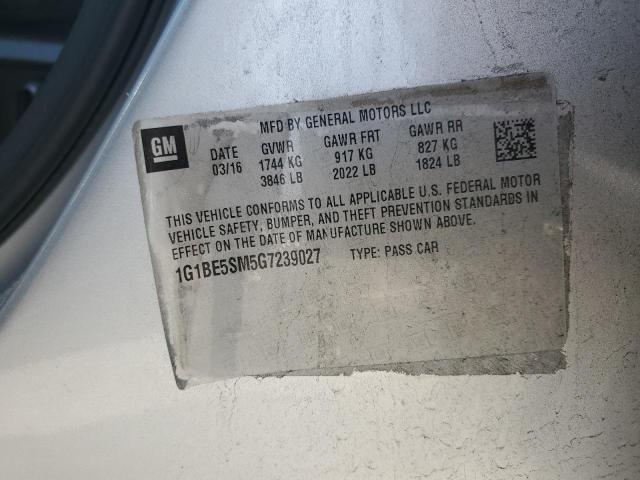 MFD BY GENERAL MOTORS LLC
GM DATE GVWR GAWR FRT GAWR RR
03/16 1744 KG 917 KG 827 KG
3846 LB 2022 LB 1824 LB
THIS VEHICLE CONFORMS TO ALL APPLICABLE U.S. FEDERAL MOTOR
VEHICLE SAFETY, BUMPER, AND THEFT PREVENTION STANDARDS IN
EFFECT ON THE DATE OF MANUFACTURE SHOWN ABOVE.
1G1BE5SM5G7239027 TYPE: PASS CAR